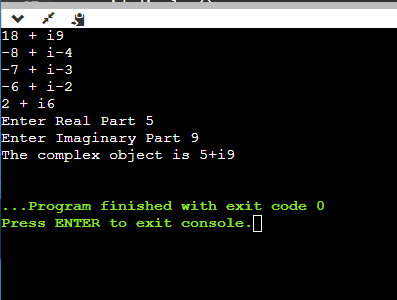 18 + i9
-8 + i-4
-7 + i-3
-6 + i-2
2 + i6
Enter Real Part 5
Enter Imaginary Part 9
The complex object is 5+i9
...Program finished with exit code 0
Press ENTER to exit console.